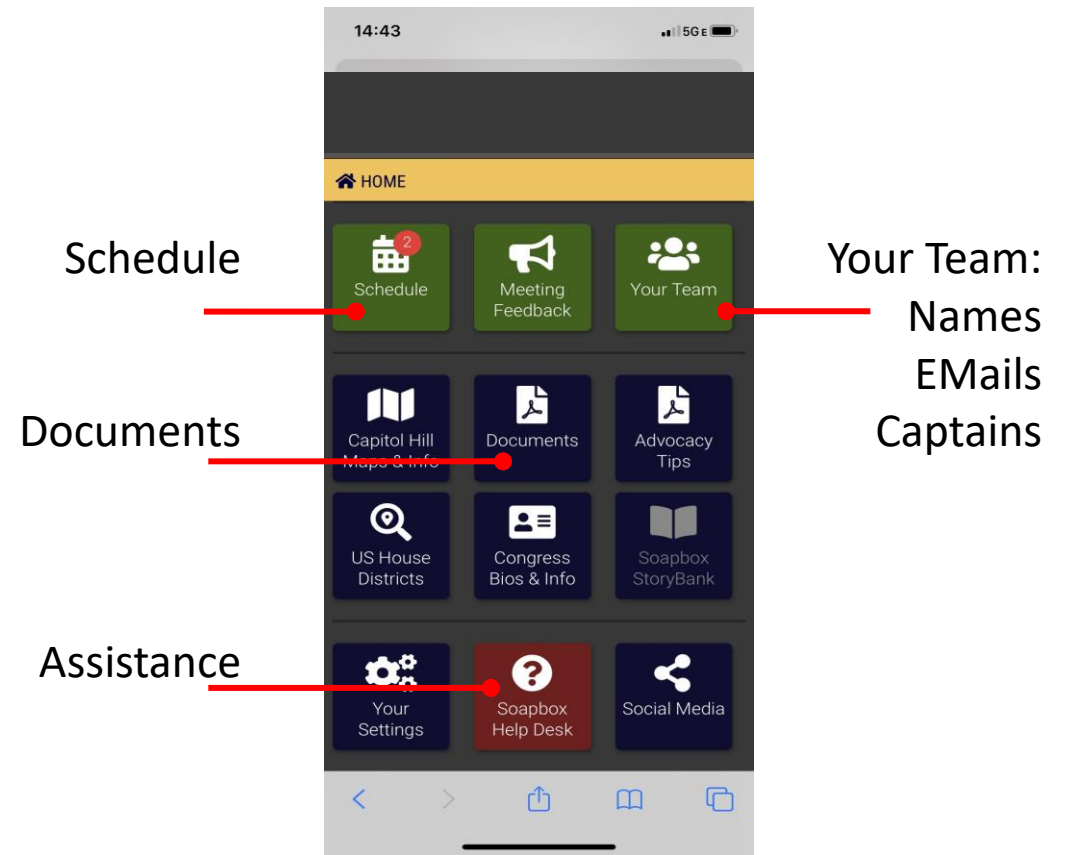 14:43
5G E
HOME
Schedule
2
Schedule
Meeting
Feedback
Your Team
Your Team:
Names
EMails
Captains
Documents
Capitol Hill
Maps & Info
Documents
Advocacy
Tips
US House
Districts
Congress
Bios & Info
Soapbox
StoryBank
Assistance
Your
Settings
Soapbox
Help Desk
Social Media